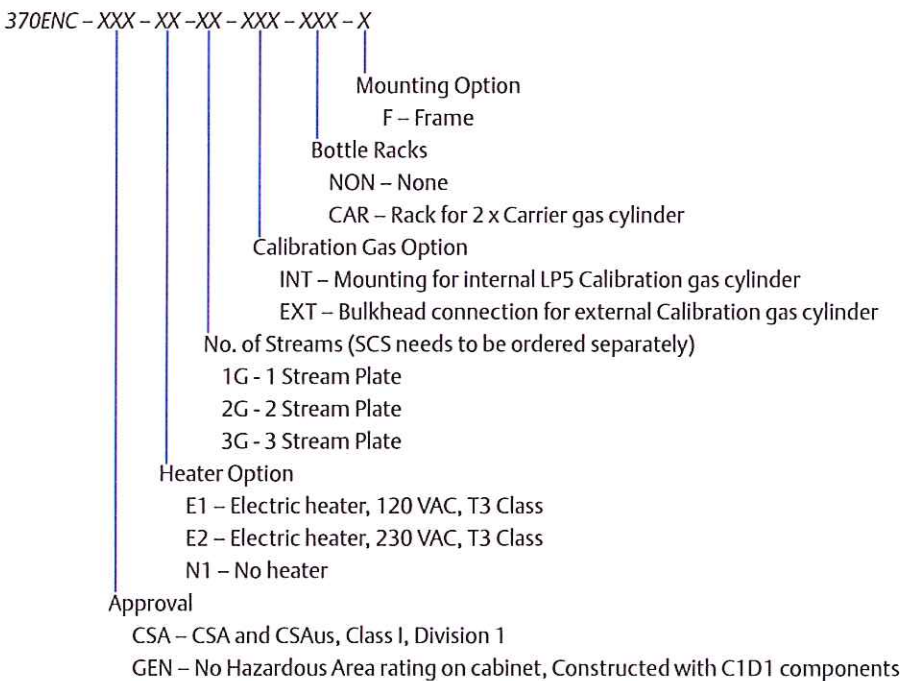 370ENC – XXX – XX –XX – XXX – XXX – X
Mounting Option
F – Frame
Bottle Racks
NON – None
CAR – Rack for 2 x Carrier gas cylinder
Calibration Gas Option
INT – Mounting for internal LP5 Calibration gas cylinder
EXT – Bulkhead connection for external Calibration gas cylinder
No. of Streams (SCS needs to be ordered separately)
1G - 1 Stream Plate
2G - 2 Stream Plate
3G - 3 Stream Plate
Heater Option
E1 – Electric heater, 120 VAC, T3 Class
E2 – Electric heater, 230 VAC, T3 Class
N1 – No heater
Approval
CSA – CSA and CSAus, Class I, Division 1
GEN – No Hazardous Area rating on cabinet, Constructed with C1D1 components